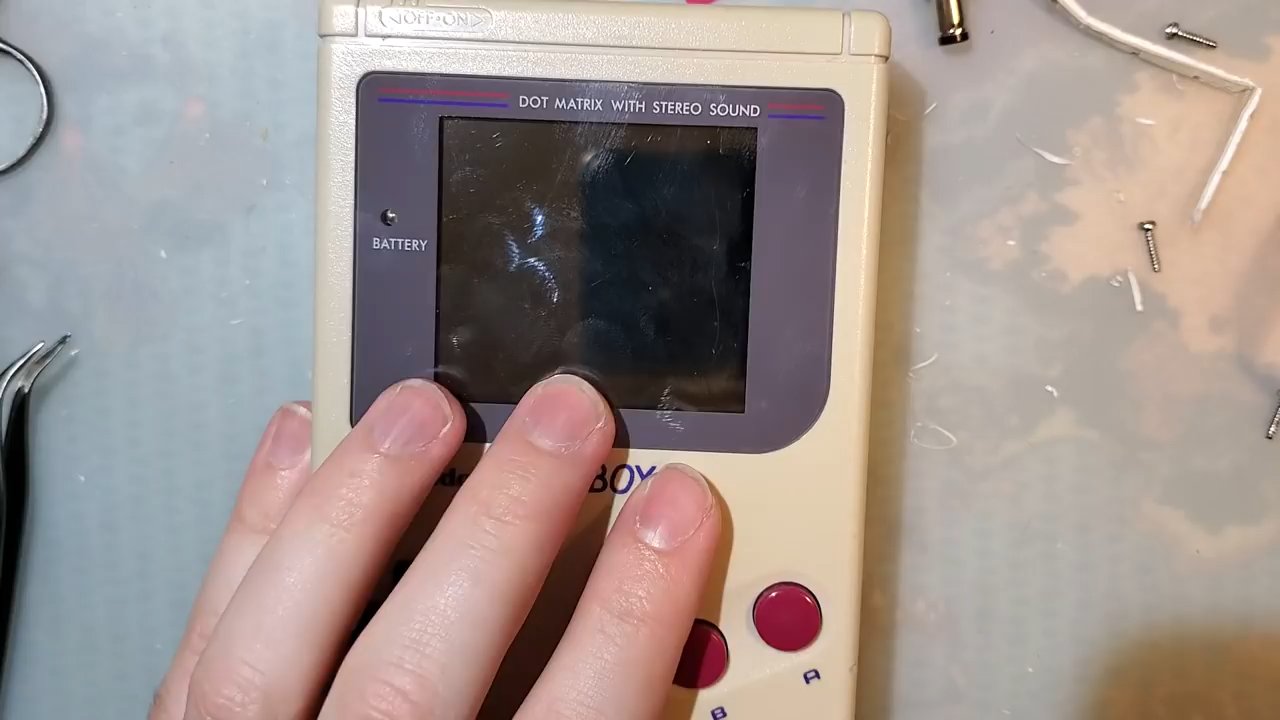 OFF•ON
DOT MATRIX WITH STEREO SOUND
BATTERY
BOY
A
B